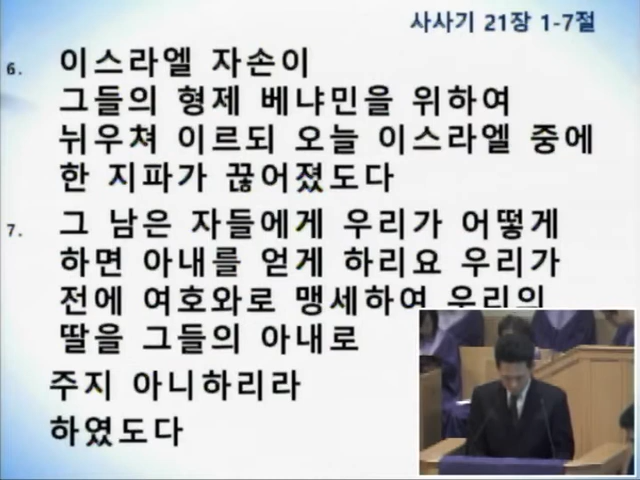 사사기 21장 1-7절
6. 이스라엘 자손이
그들의 형제 베냐민을 위하여
뉘우쳐 이르되 오늘 이스라엘 중에
한 지파가 끊어졌도다
7. 그 남은 자들에게 우리가 어떻게
하면 아내를 얻게 하리요 우리가
전에 여호와로 맹세하여 우리의
딸을 그들의 아내로
주지 아니하리라
하였도다